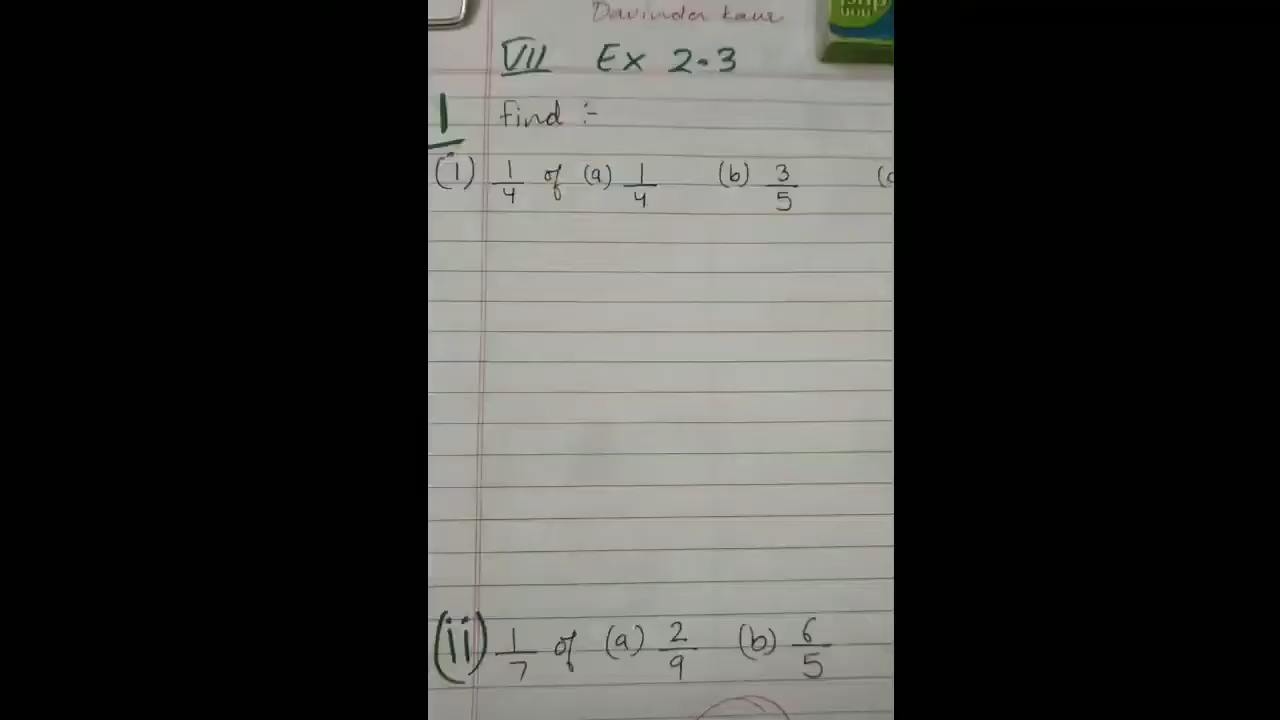 Davinder kaur
VII Ex 2.3
1 find :-
(i) 1/4 of (a) 1/4 (b) 3/5 (c
(ii) 1/7 of (a) 2/9 (b) 6/5